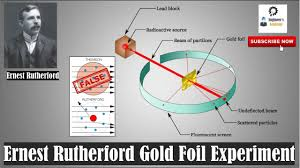 Lead block
Radioactive source
Beam of particles
Gold foil
SUBSCRIBE NOW
Ernest Rutherford
THOMSON
FALSE
RUTHERFORD
Undeflected beam
Scattered particles
Fluorescent screen
Ernest Rutherford Gold Foil Experiment